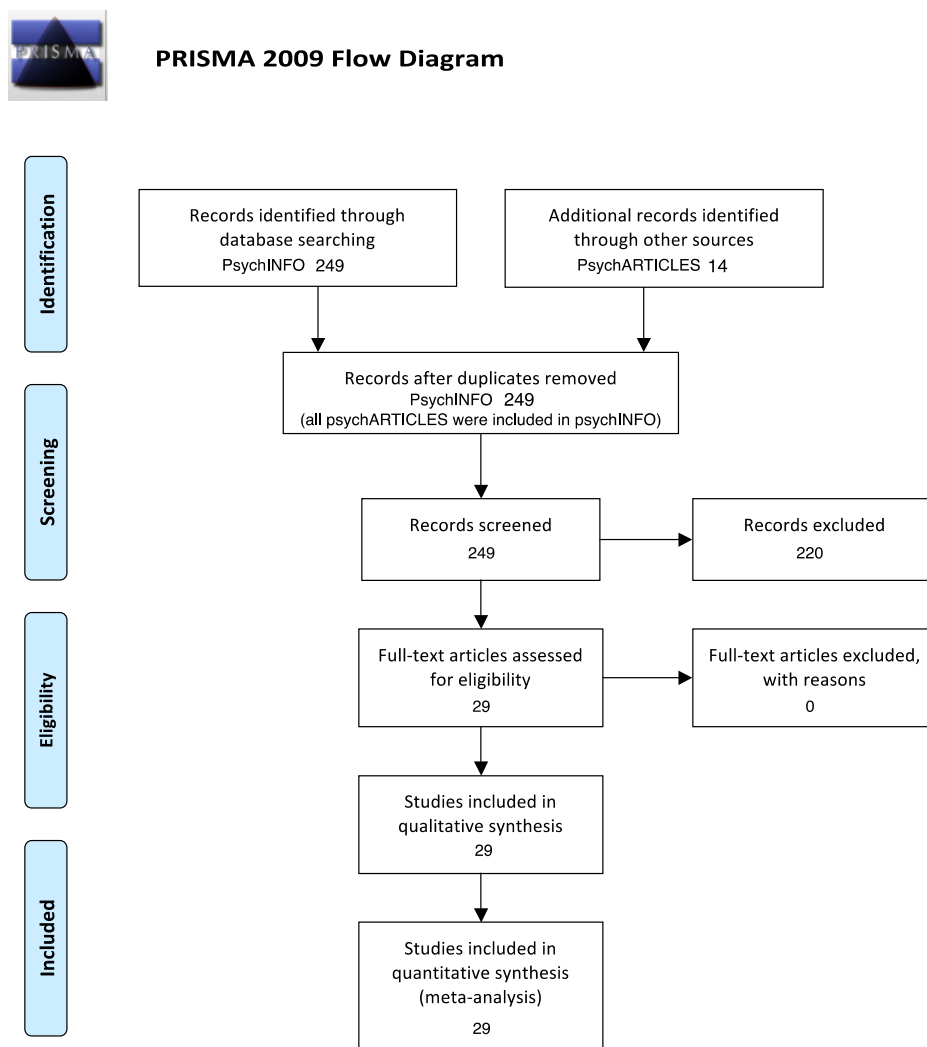 PRISMA
PRISMA 2009 Flow Diagram
Identification
Records identified through
database searching
PsychINFO 249
Additional records identified
through other sources
PsychARTICLES 14
Records after duplicates removed
PsychINFO 249
(all psychARTICLES were included in psychINFO)
Screening
Records screened
249
Records excluded
220
Eligibility
Full-text articles assessed
for eligibility
29
Full-text articles excluded,
with reasons
0
Studies included in
qualitative synthesis
29
Included
Studies included in
quantitative synthesis
(meta-analysis)
29